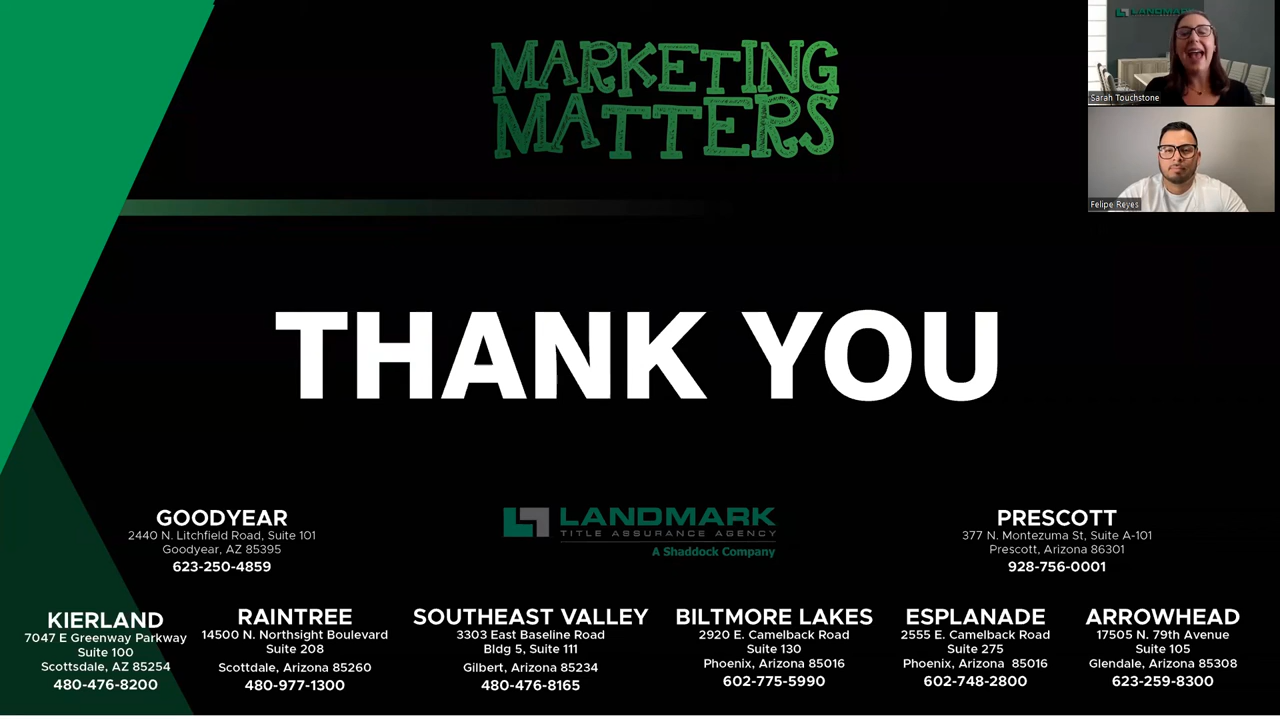 MARKETING
MATTERS
LANDMARK
Sarah Touchstone
Felipe Reyes
THANK YOU
GOODYEAR
2440 N. Litchfield Road, Suite 101
Goodyear, AZ 85395
623-250-4859
LANDMARK
TITLE ASSURANCE AGENCY
A Shaddock Company
PRESCOTT
377 N. Montezuma St, Suite A-101
Prescott, Arizona 86301
928-756-0001
KIERLAND
7047 E Greenway Parkway
Suite 100
Scottsdale, AZ 85254
480-476-8200
RAINTREE
14500 N. Northsight Boulevard
Suite 208
Scottdale, Arizona 85260
480-977-1300
SOUTHEAST VALLEY
3303 East Baseline Road
Bldg 5, Suite 111
Gilbert, Arizona 85234
480-476-8165
BILTMORE LAKES
2920 E. Camelback Road
Suite 130
Phoenix, Arizona 85016
602-775-5990
ESPLANADE
2555 E. Camelback Road
Suite 275
Phoenix, Arizona 85016
602-748-2800
ARROWHEAD
17505 N. 79th Avenue
Suite 105
Glendale, Arizona 85308
623-259-8300